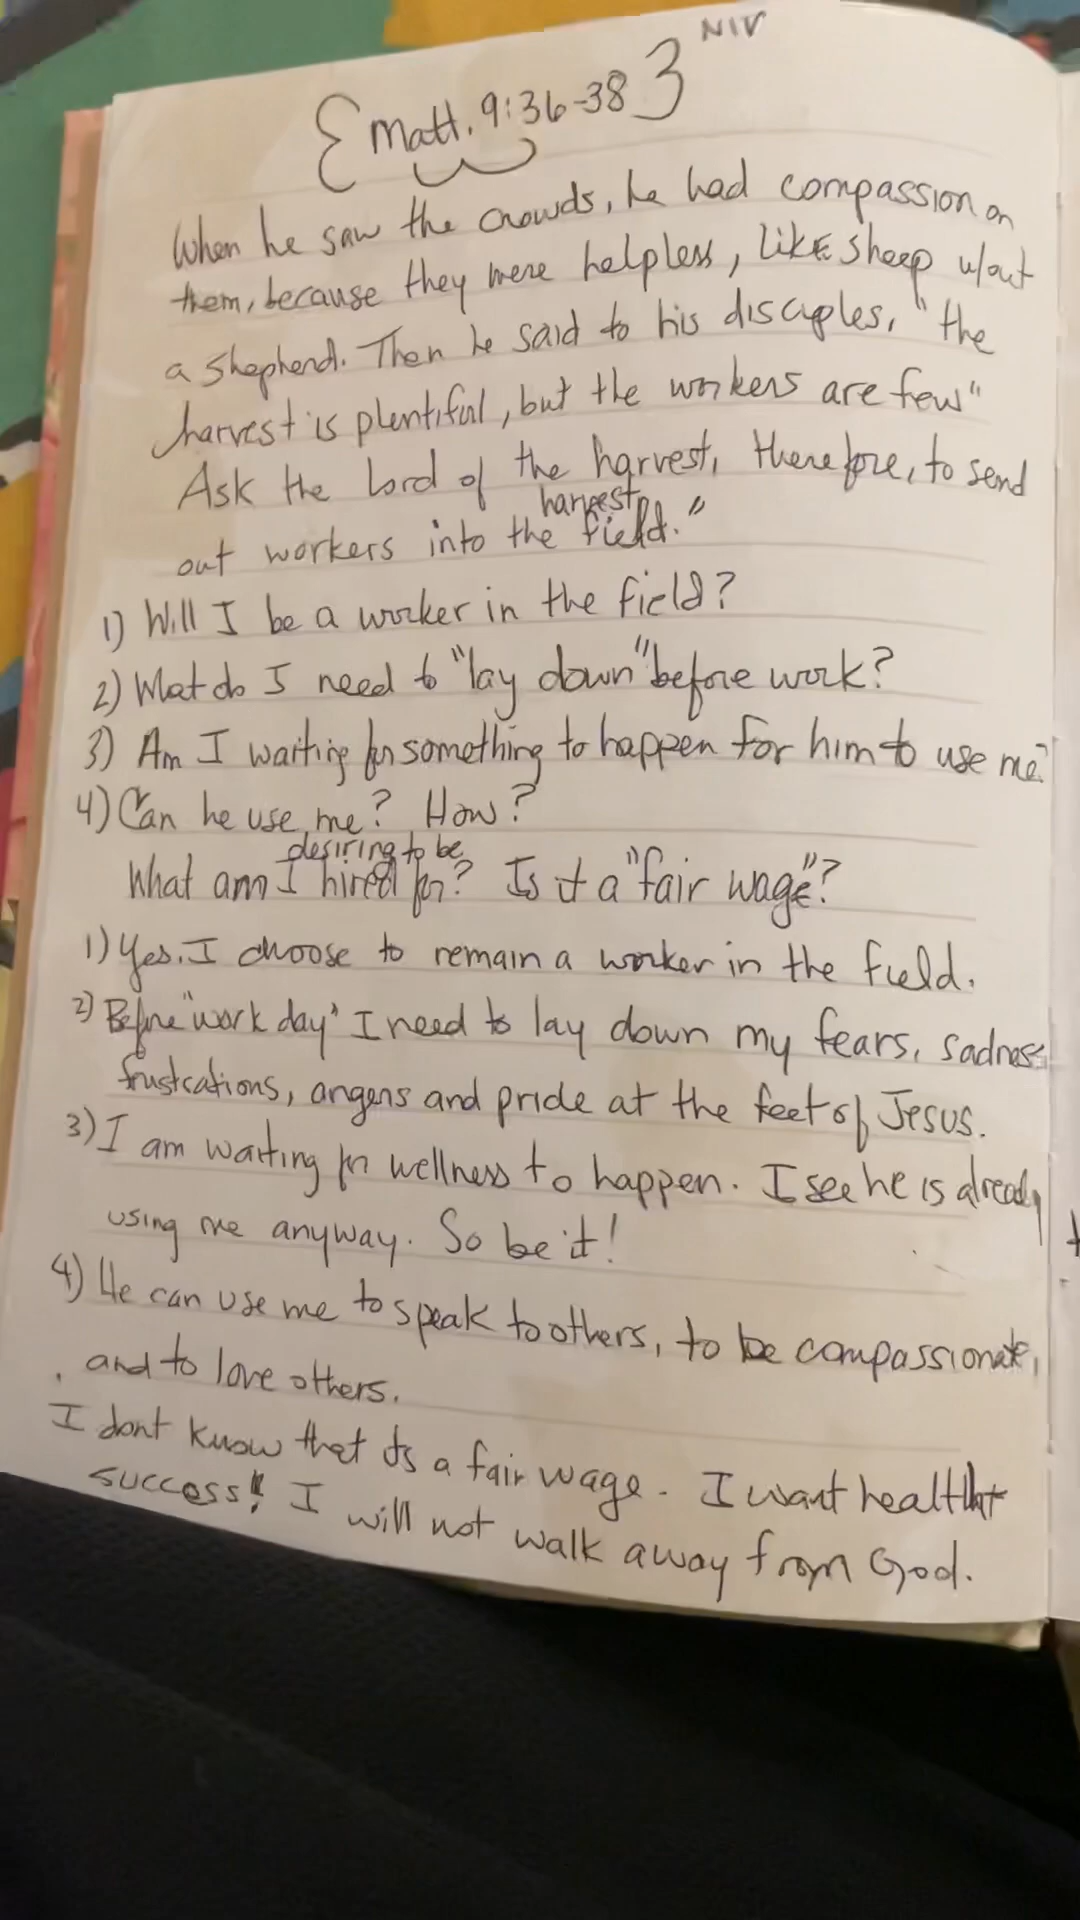 NIV
{ Matt. 9:36-38 }
When he saw the crowds, he had compassion on
them, because they were helpless, like sheep w/out
a shepherd. Then he said to his disciples, "the
harvest is plentiful, but the workers are few"
Ask the Lord of the harvest, therefore, to send
harvest
out workers into the field."
1) Will I be a worker in the field?
2) What do I need to "lay down" before work?
3) Am I waiting for something to happen for him to use me?
4) Can he use me? How?
desiring to be
What am I hired for? Is it a "fair wage"?
1) Yes. I choose to remain a worker in the field.
2) Before "work day" I need to lay down my fears, sadness
frustrations, angers and pride at the feet of Jesus.
3) I am waiting for wellness to happen. I see he is already
using me anyway. So be it!
4) He can use me to speak to others, to be compassionate,
and to love others.
I dont know that its a fair wage. I want health
success! I will not walk away from God.